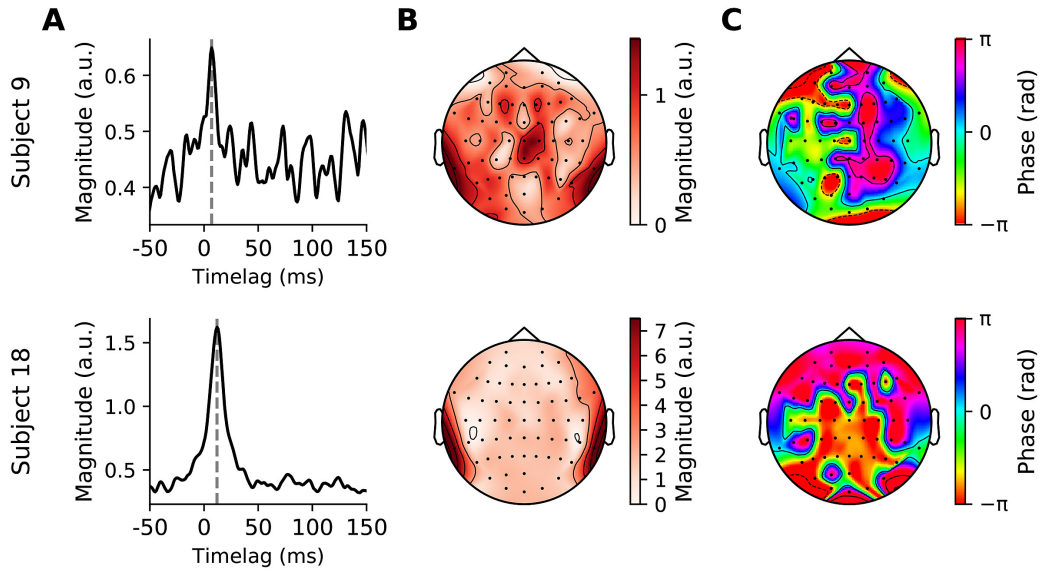 A
B
C
Subject 9
Magnitude (a.u.)
0.6
0.5
0.4
-50
0
50
100
150
Timelag (ms)
1
0
Magnitude (a.u.)
π
0
−π
Phase (rad)
Subject 18
Magnitude (a.u.)
1.5
1.0
0.5
-50
0
50
100
150
Timelag (ms)
7
6
5
4
3
2
1
0
Magnitude (a.u.)
π
0
−π
Phase (rad)